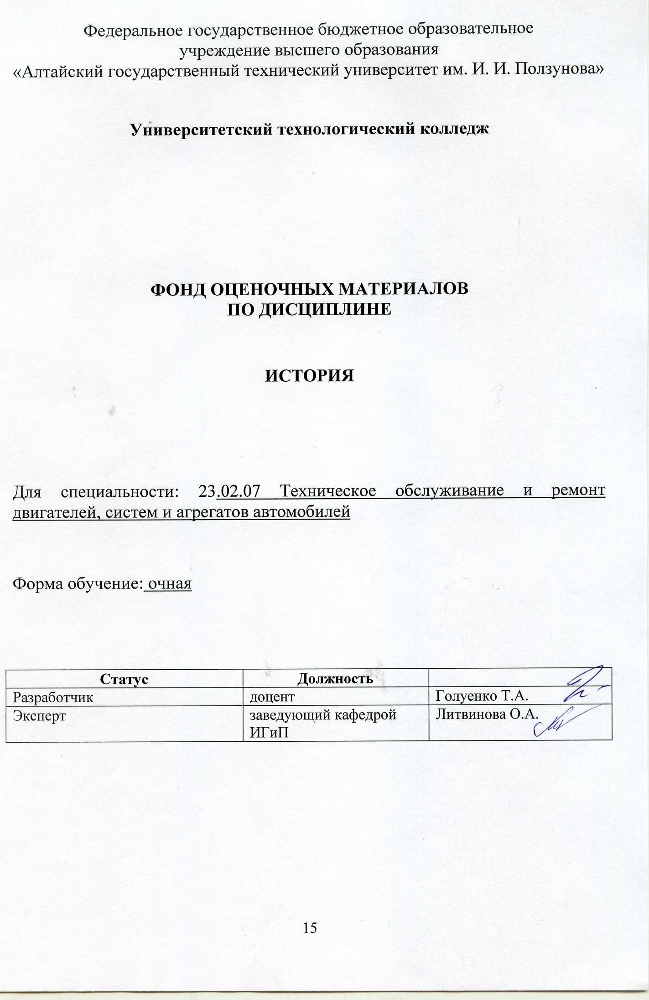 Федеральное государственное бюджетное образовательное
учреждение высшего образования
«Алтайский государственный технический университет им. И. И. Ползунова»
Университетский технологический колледж
ФОНД ОЦЕНОЧНЫХ МАТЕРИАЛОВ
ПО ДИСЦИПЛИНЕ
ИСТОРИЯ
Для специальности: 23.02.07 Техническое обслуживание и ремонт
двигателей, систем и агрегатов автомобилей
Форма обучение: очная
Статус Должность
Разработчик доцент Голуенко Т.А.
Эксперт заведующий кафедрой Литвинова О.А.
ИГиП
15